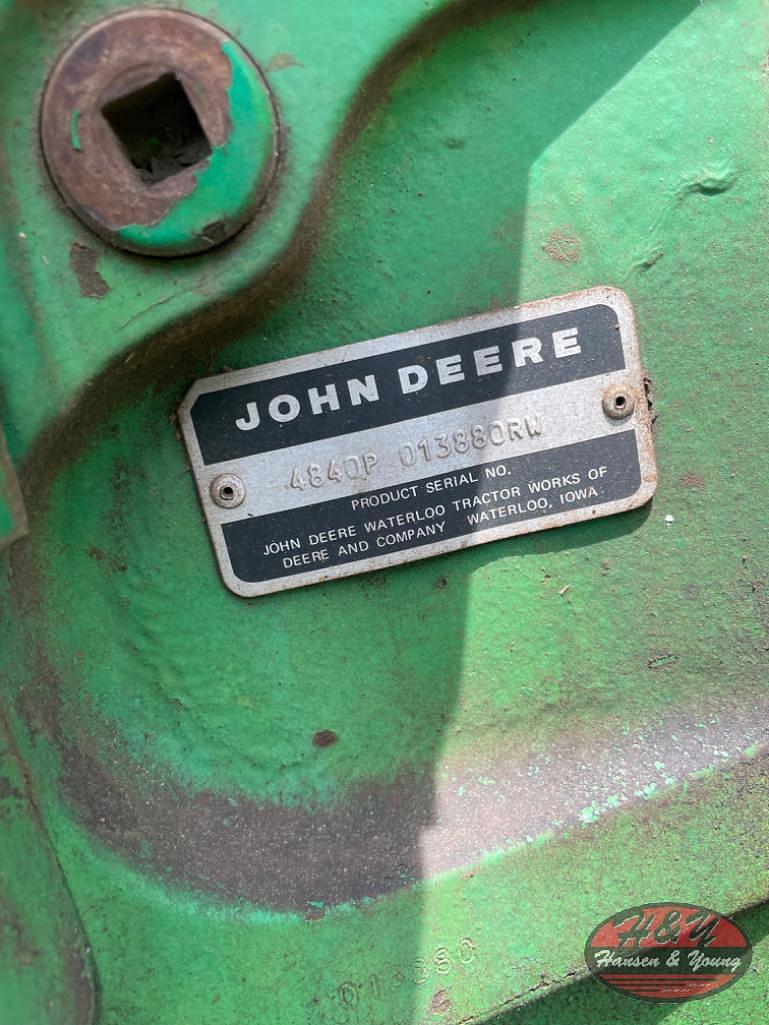 JOHN DEERE
4840P 013880RW
PRODUCT SERIAL NO.
JOHN DEERE WATERLOO TRACTOR WORKS OF
DEERE AND COMPANY WATERLOO, IOWA
013880
H&Y
Hansen & Young